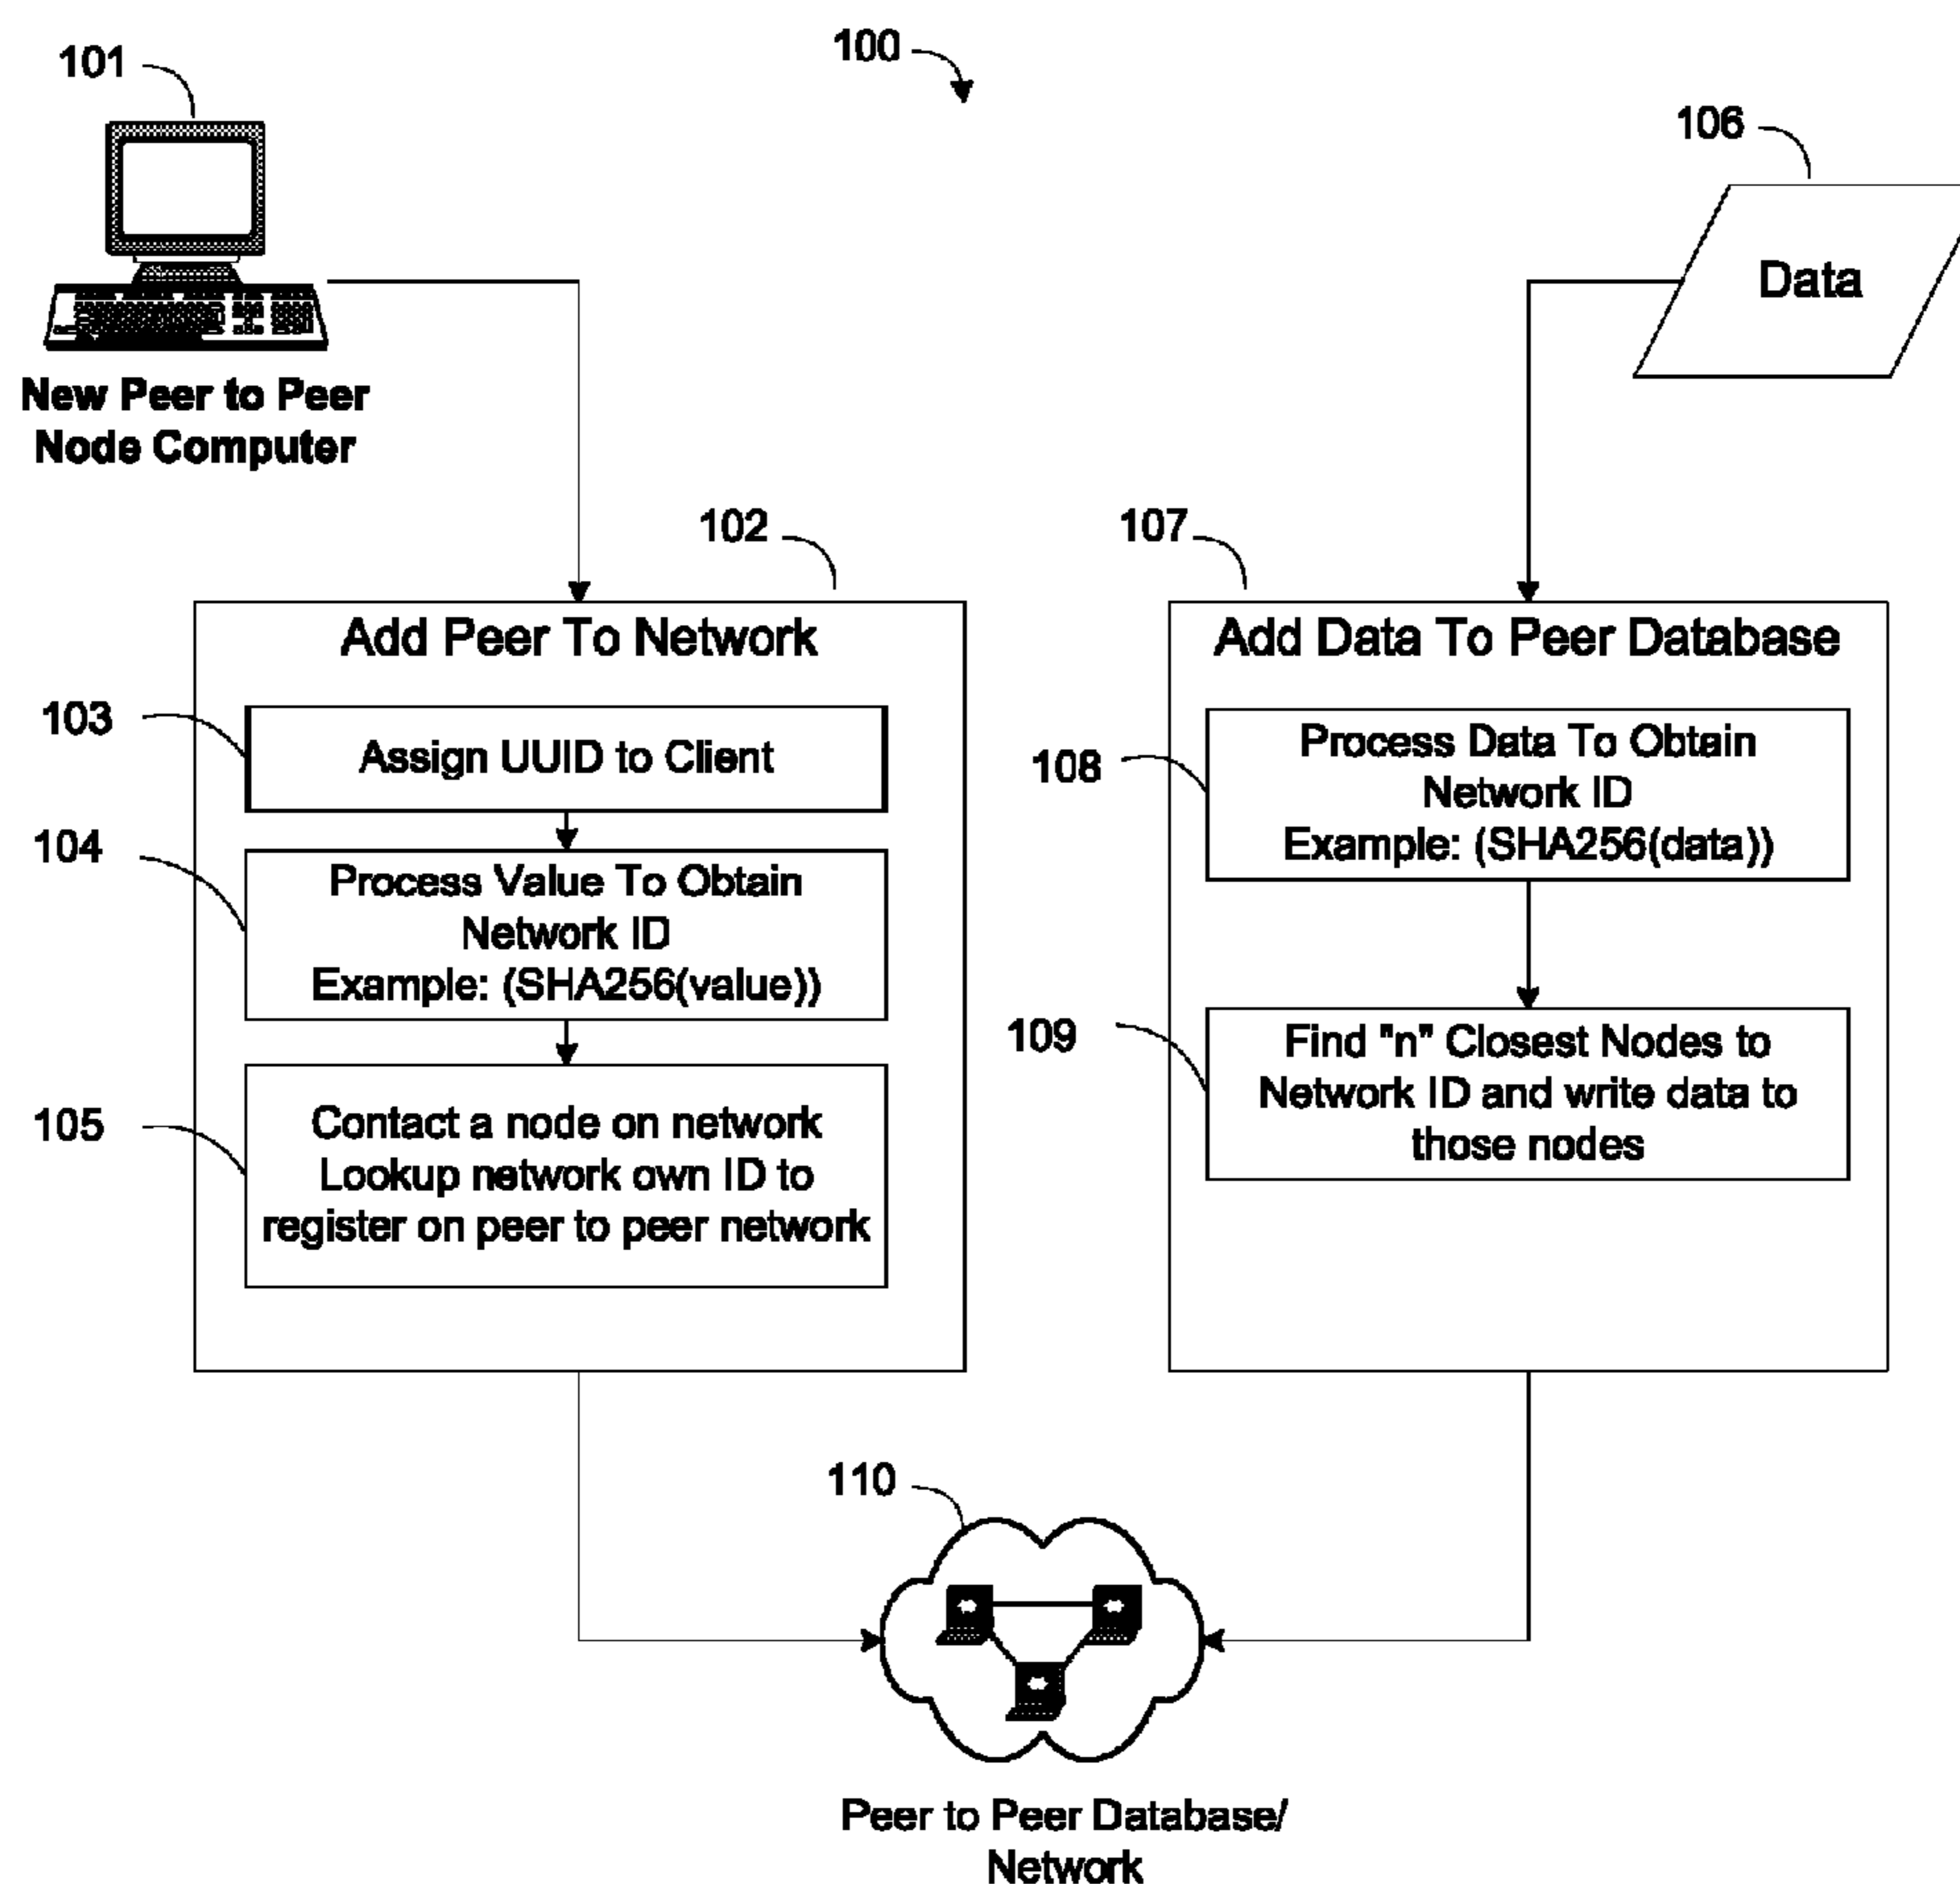 100
101
106
Data
New Peer to Peer
Node Computer
102
107
Add Peer To Network
103
Assign UUID to Client
104
Process Value To Obtain
Network ID
Example: (SHA256(value))
105
Contact a node on network
Lookup network own ID to
register on peer to peer network
Add Data To Peer Database
108
Process Data To Obtain
Network ID
Example: (SHA256(data))
109
Find "n" Closest Nodes to
Network ID and write data to
those nodes
110
Peer to Peer Database/
Network